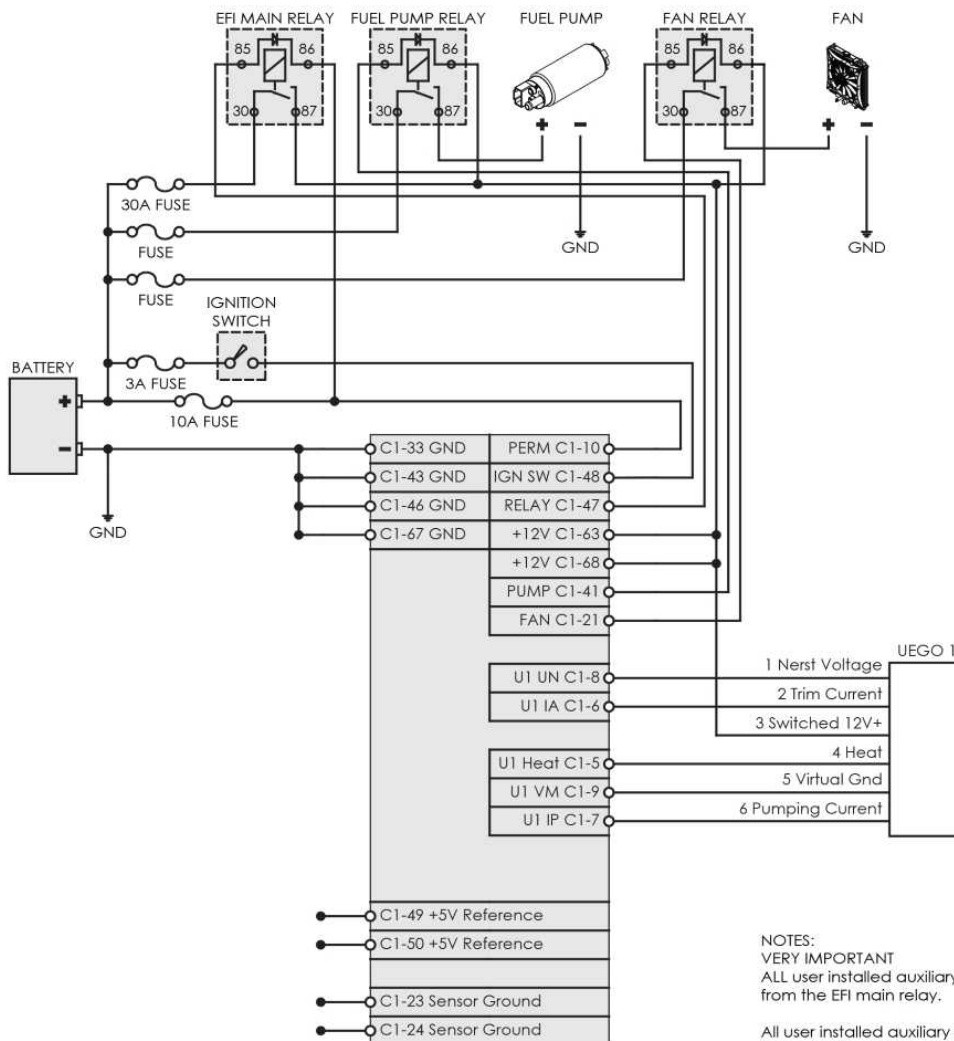 EFI MAIN RELAY
FUEL PUMP RELAY
FUEL PUMP
FAN RELAY
FAN
85
86
30
87
85
86
30
87
+
-
85
86
30
87
+
-
30A FUSE
FUSE
GND
GND
FUSE
IGNITION
SWITCH
BATTERY
3A FUSE
+
10A FUSE
-
GND
C1-33 GND
PERM C1-10
C1-43 GND
IGN SW C1-48
C1-46 GND
RELAY C1-47
C1-67 GND
+12V C1-63
+12V C1-68
PUMP C1-41
FAN C1-21
UEGO 1
U1 UN C1-8
1 Nerst Voltage
U1 IA C1-6
2 Trim Current
3 Switched 12V+
U1 Heat C1-5
4 Heat
U1 VM C1-9
5 Virtual Gnd
U1 IP C1-7
6 Pumping Current
C1-49 +5V Reference
C1-50 +5V Reference
C1-23 Sensor Ground
C1-24 Sensor Ground
NOTES:
VERY IMPORTANT
ALL user installed auxiliary
from the EFI main relay.
All user installed auxiliary